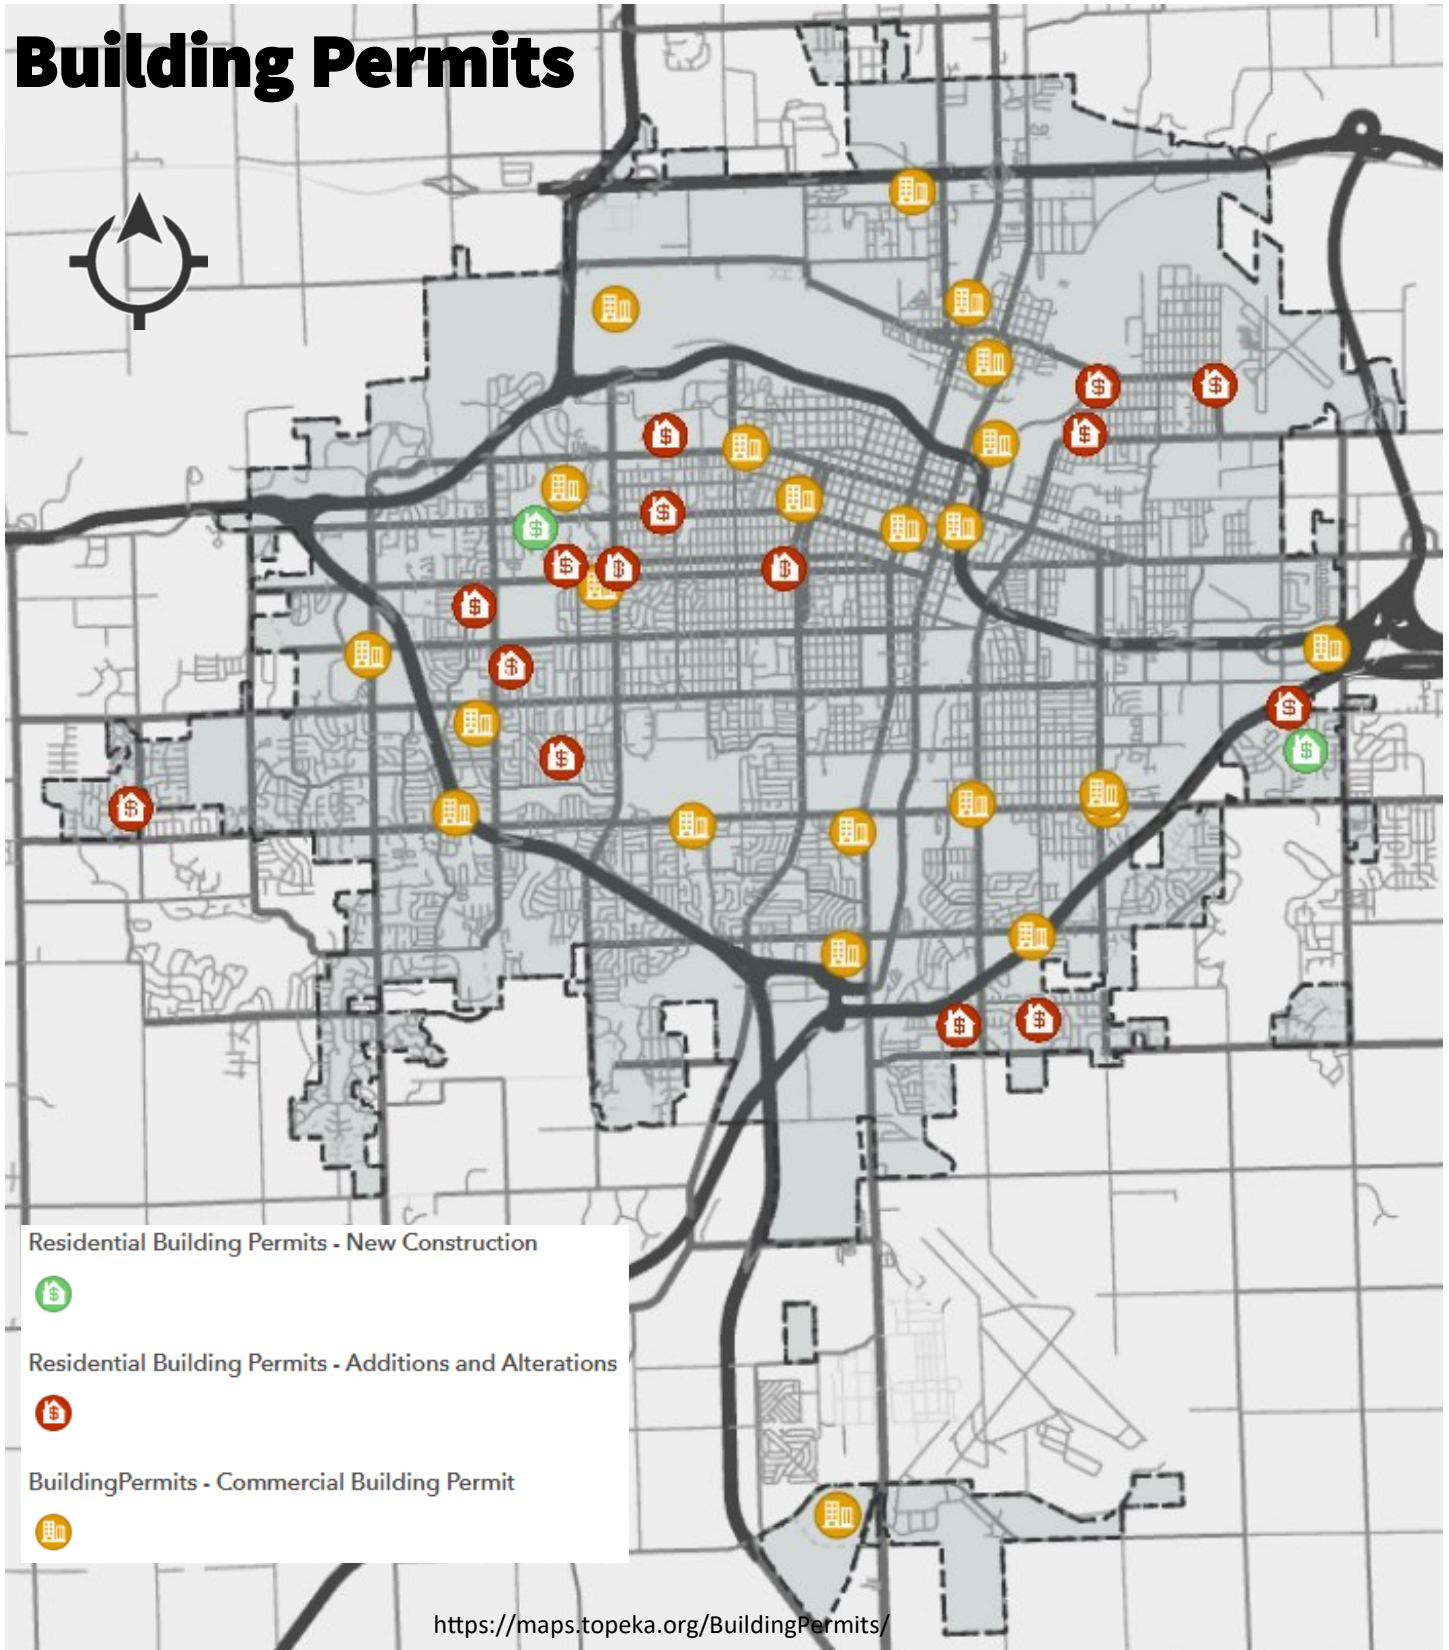 Building Permits
Residential Building Permits - New Construction
Residential Building Permits - Additions and Alterations
BuildingPermits - Commercial Building Permit
https://maps.topeka.org/BuildingPermits/